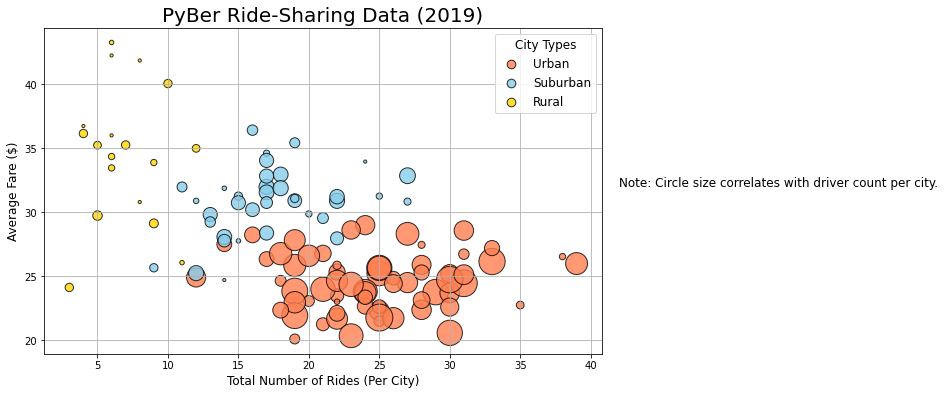 PyBer Ride-Sharing Data (2019)
City Types
Urban
Suburban
Rural
Average Fare ($)
40
35
30
25
20
Note: Circle size correlates with driver count per city.
5 10 15 20 25 30 35 40
Total Number of Rides (Per City)